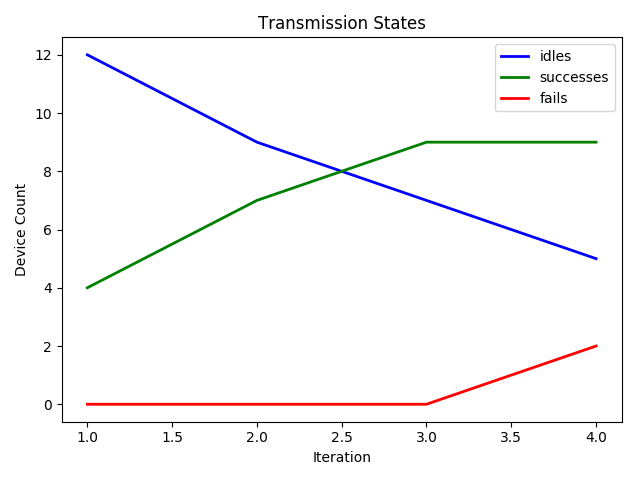 Transmission States
idles
successes
fails
Device Count
12
10
8
6
4
2
0
1.0 1.5 2.0 2.5 3.0 3.5 4.0
Iteration